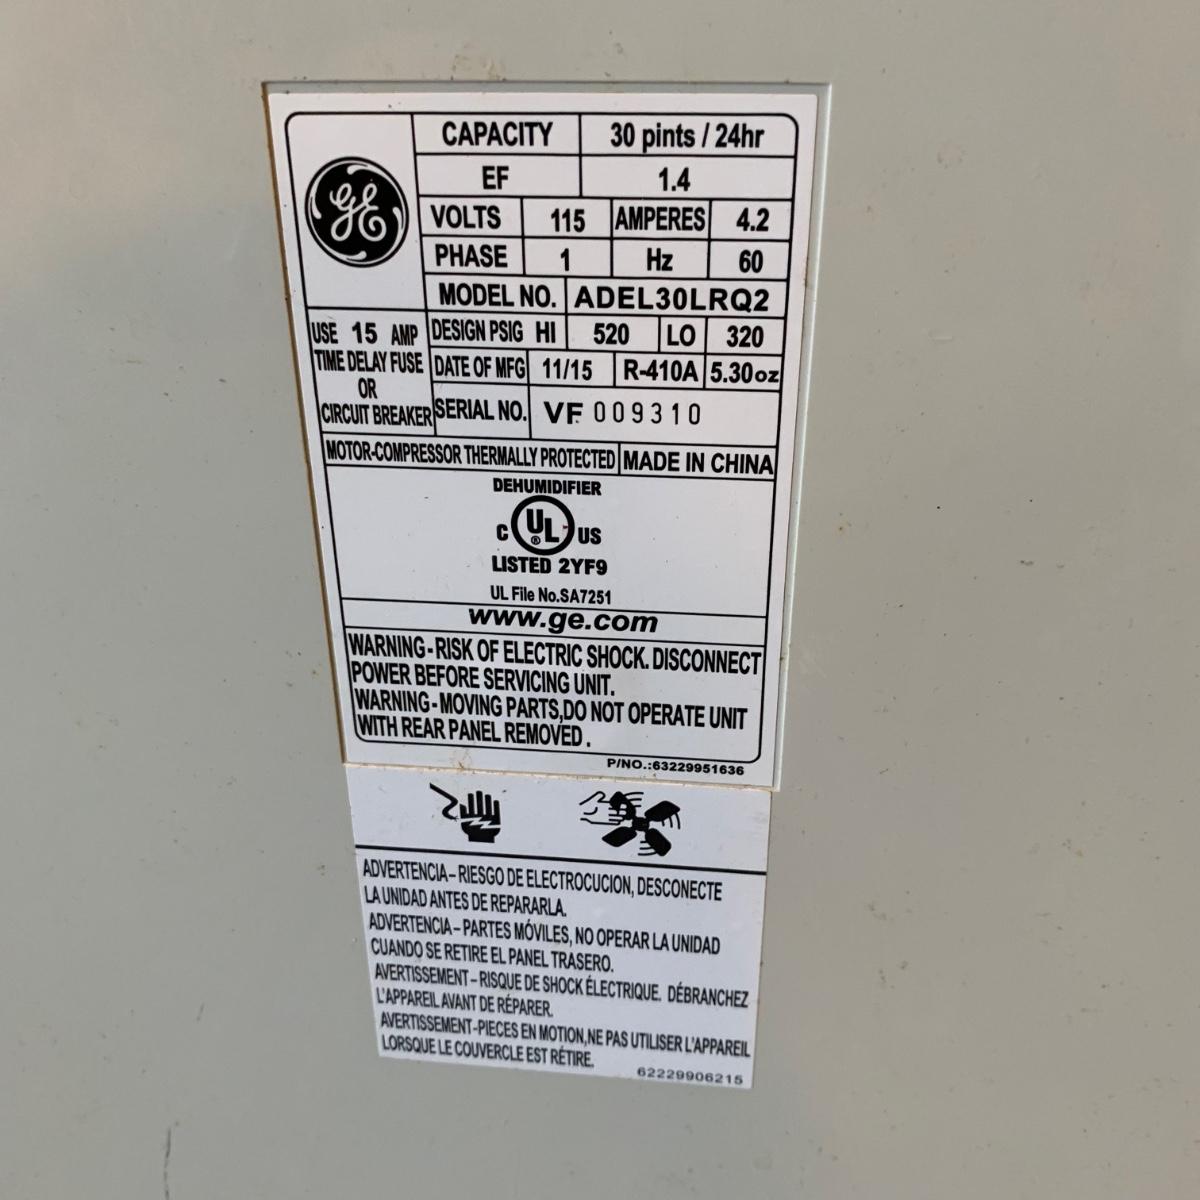 GE
CAPACITY 30 pints / 24hr
EF 1.4
VOLTS 115 AMPERES 4.2
PHASE 1 Hz 60
MODEL NO. ADEL30LRQ2
USE 15 AMP
TIME DELAY FUSE
OR
CIRCUIT BREAKER
DESIGN PSIG HI 520 LO 320
DATE OF MFG 11/15 R-410A 5.30oz
SERIAL NO. VF 009310
MOTOR-COMPRESSOR THERMALLY PROTECTED MADE IN CHINA
DEHUMIDIFIER
C UL® US
LISTED 2YF9
UL File No.SA7251
www.ge.com
WARNING-RISK OF ELECTRIC SHOCK. DISCONNECT
POWER BEFORE SERVICING UNIT.
WARNING-MOVING PARTS,DO NOT OPERATE UNIT
WITH REAR PANEL REMOVED.
P/NO.:63229951636
ADVERTENCIA–RIESGO DE ELECTROCUCION, DESCONECTE
LA UNIDAD ANTES DE REPARARLA.
ADVERTENCIA–PARTES MÓVILES, NO OPERAR LA UNIDAD
CUANDO SE RETIRE EL PANEL TRASERO.
AVERTISSEMENT–RISQUE DE SHOCK ÉLECTRIQUE. DÉBRANCHEZ
L'APPAREIL AVANT DE RÉPARER.
AVERTISSEMENT-PIECES EN MOTION,NE PAS UTILISER L'APPAREIL
LORSQUE LE COUVERCLE EST RÉTIRE.
62229906215